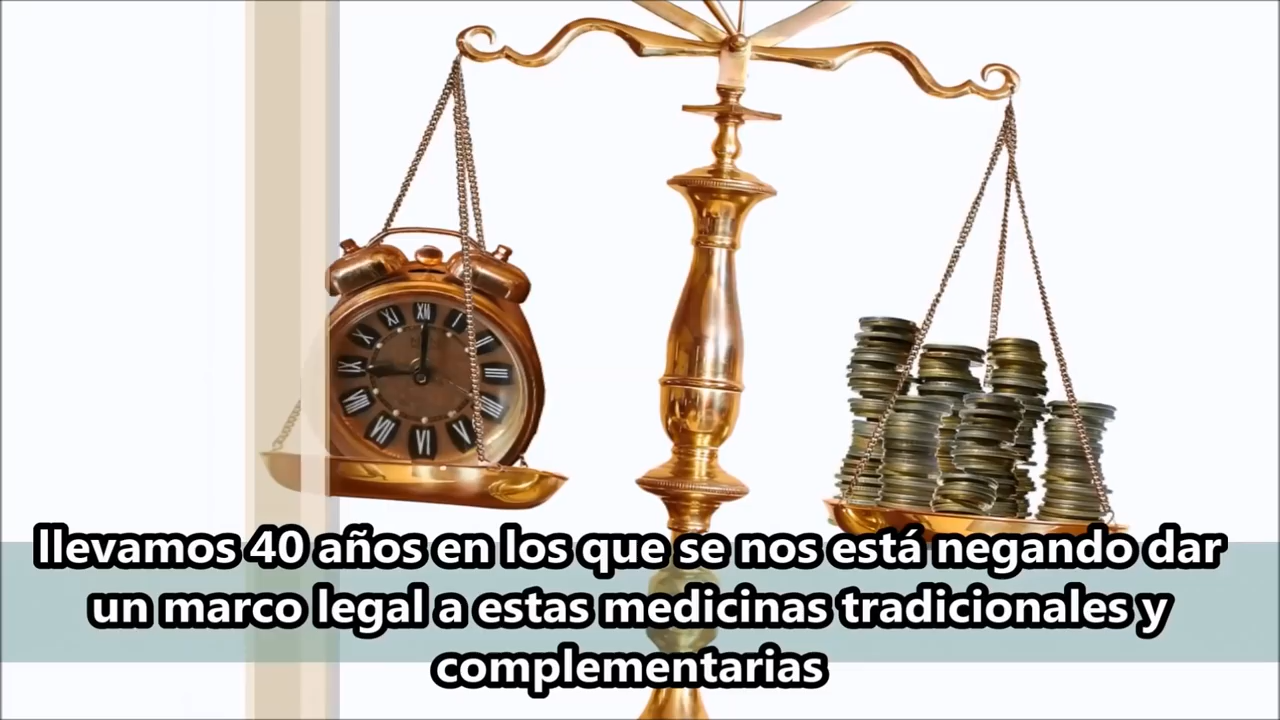 llevamos 40 años en los que se nos está negando dar
un marco legal a estas medicinas tradicionales y
complementarias